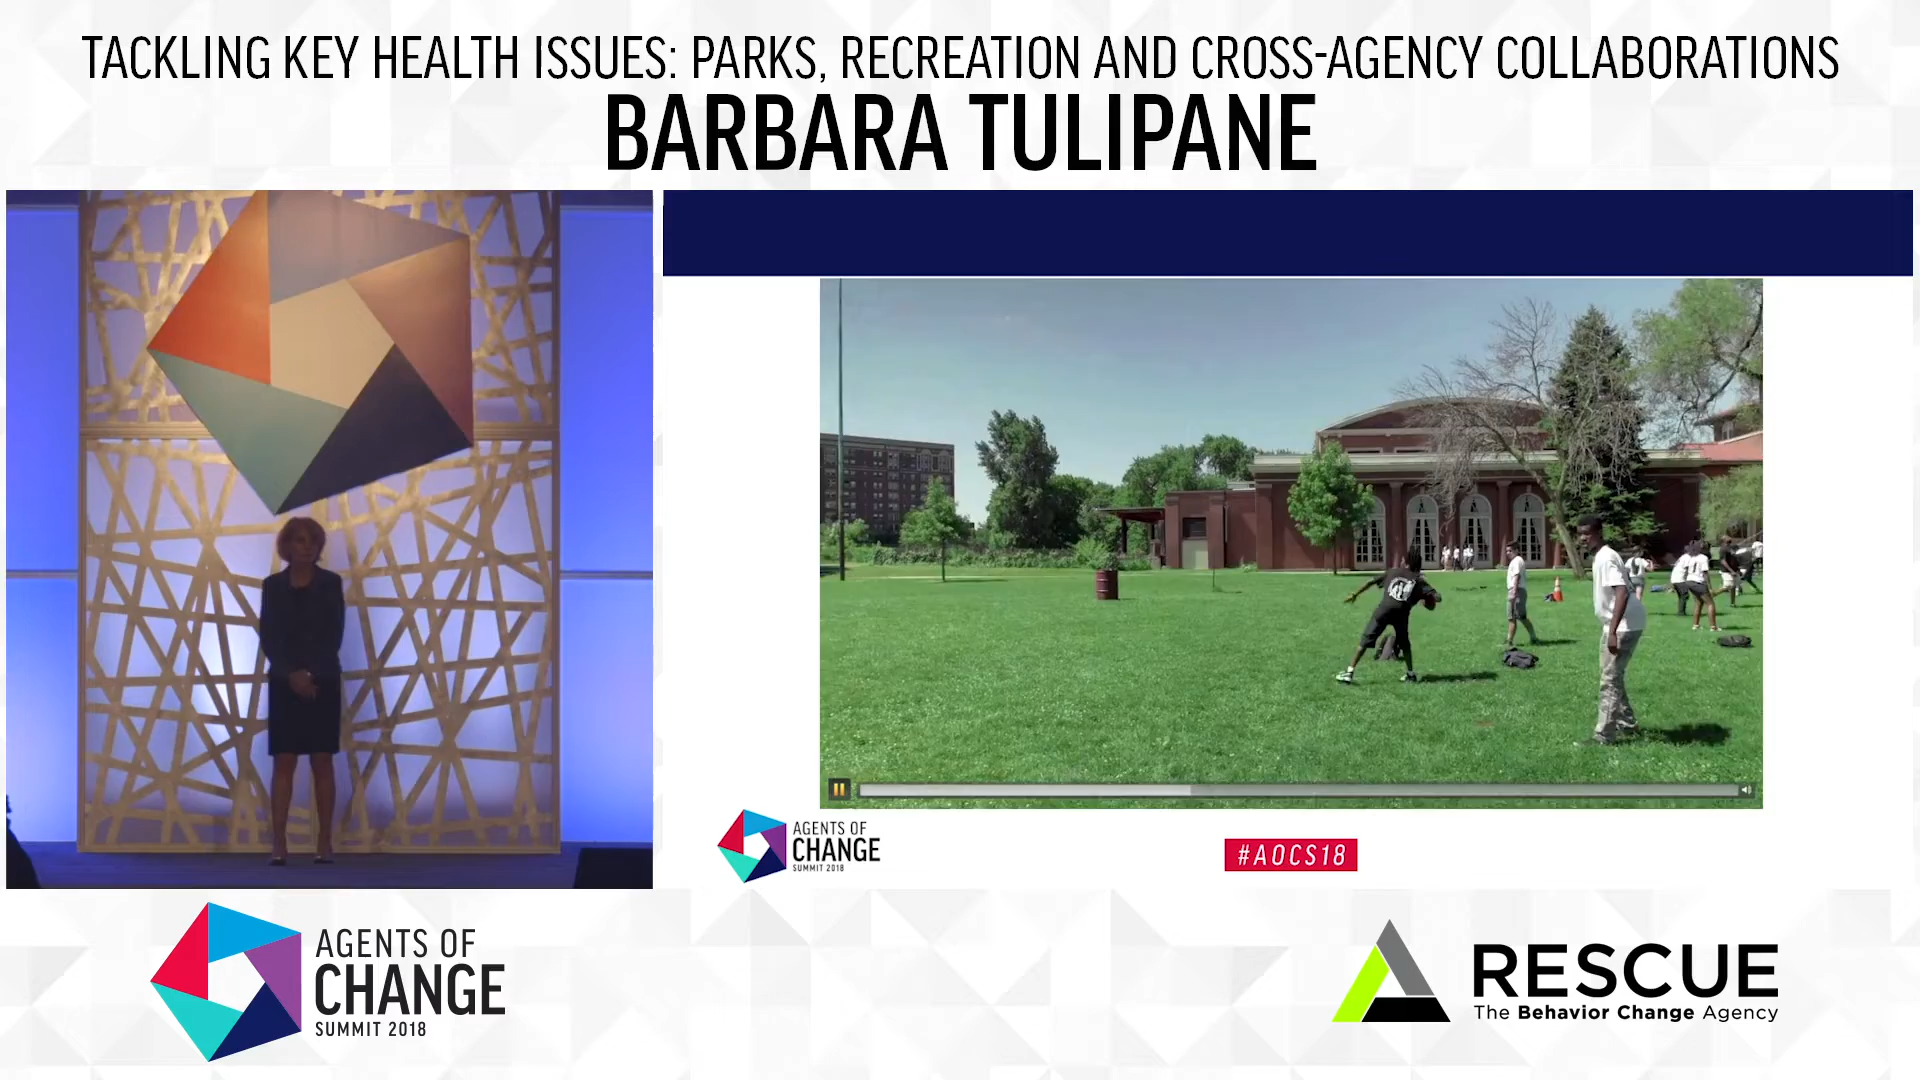 TACKLING KEY HEALTH ISSUES: PARKS, RECREATION AND CROSS-AGENCY COLLABORATIONS
BARBARA TULIPANE
AGENTS OF
CHANGE
SUMMIT 2018
#AOCS18
AGENTS OF
CHANGE
SUMMIT 2018
RESCUE
The Behavior Change Agency